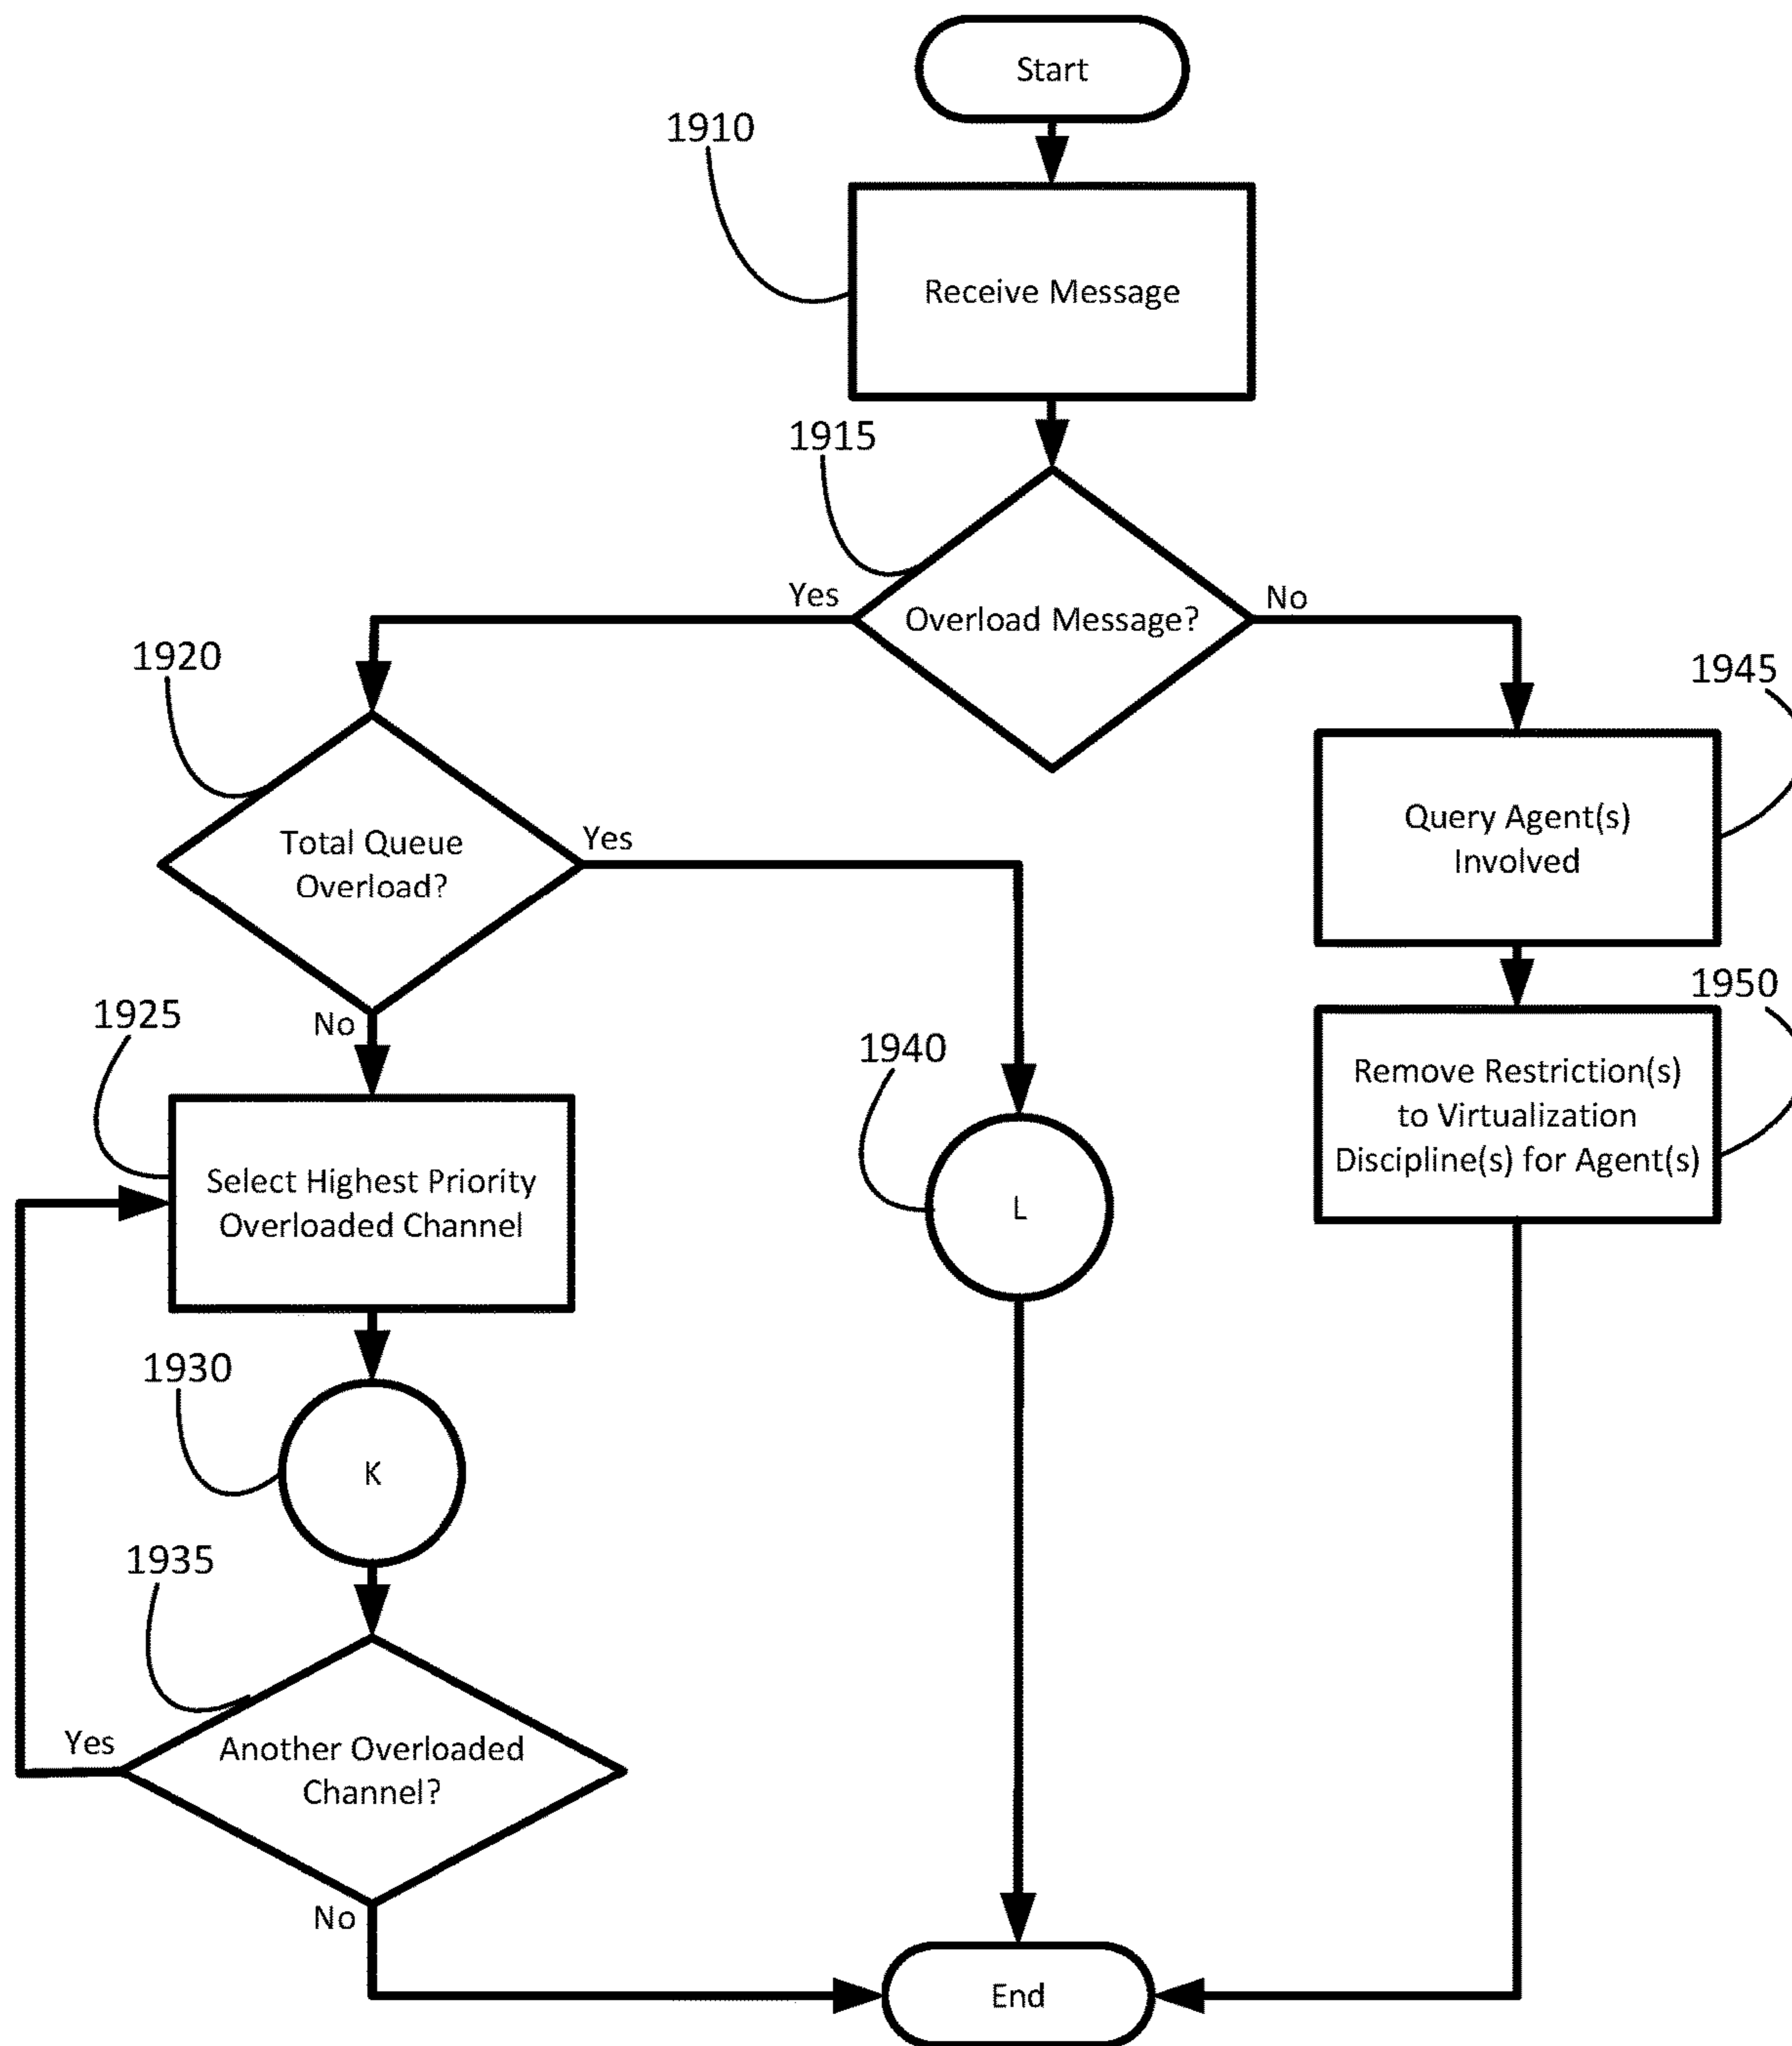 Start
1910
Receive Message
1915
Yes
Overload Message?
No
1920
Total Queue
Overload?
Yes
1945
Query Agent(s)
Involved
No
1925
Select Highest Priority
Overloaded Channel
1940
L
1950
Remove Restriction(s)
to Virtualization
Discipline(s) for Agent(s)
1930
K
1935
Yes
Another Overloaded
Channel?
No
End